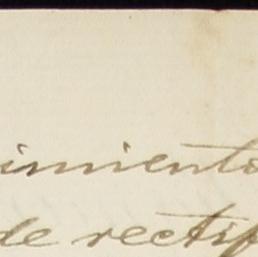 imiento
de rectif